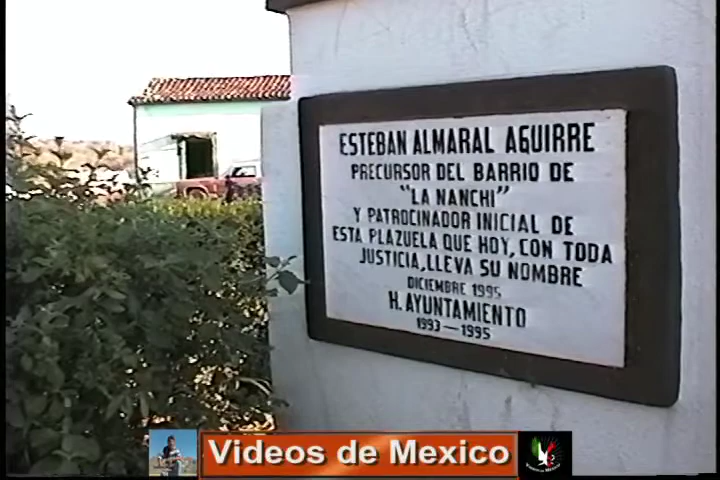 ESTEBAN ALMARAL AGUIRRE
PRECURSOR DEL BARRIO DE
"LA NANCHI"
Y PATROCINADOR INICIAL DE
ESTA PLAZUELA QUE HOY, CON TODA
JUSTICIA, LLEVA SU NOMBRE
DICIEMBRE 1995
H. AYUNTAMIENTO
1993—1995
Videos de Mexico